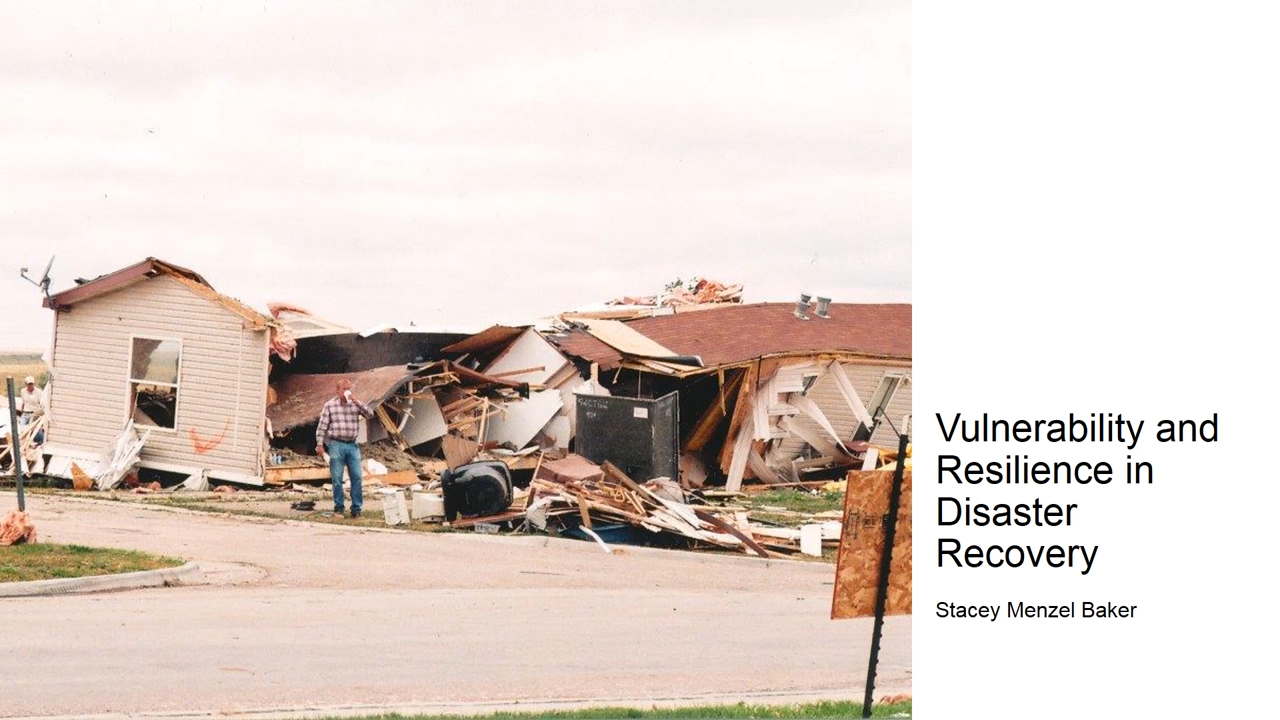 Vulnerability and
Resilience in
Disaster
Recovery
Stacey Menzel Baker